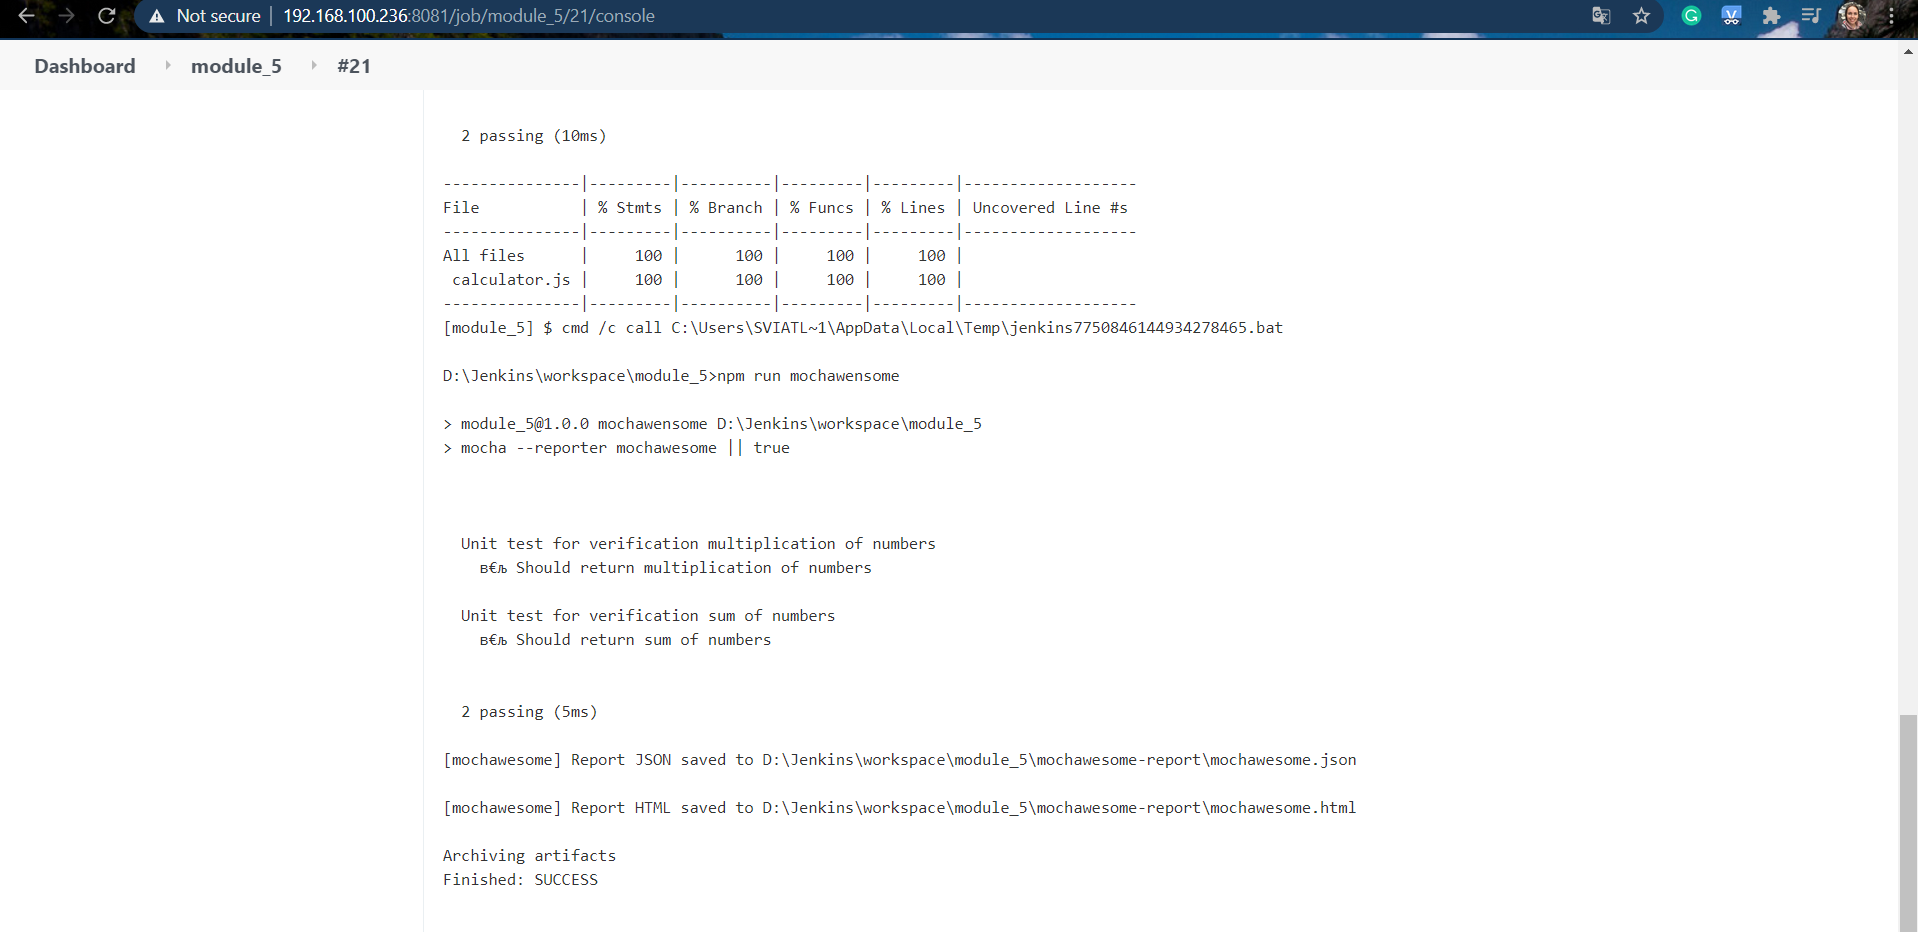 Not secure | 192.168.100.236:8081/job/module_5/21/console
Dashboard module_5 #21
2 passing (10ms)
---------------|---------|----------|---------|---------|-------------------
File           | % Stmts | % Branch | % Funcs | % Lines | Uncovered Line #s
---------------|---------|----------|---------|---------|-------------------
All files      |     100 |      100 |     100 |     100 |
 calculator.js |     100 |      100 |     100 |     100 |
---------------|---------|----------|---------|---------|-------------------
[module_5] $ cmd /c call C:\Users\SVIATL~1\AppData\Local\Temp\jenkins7750846144934278465.bat
D:\Jenkins\workspace\module_5>npm run mochawensome
> module_5@1.0.0 mochawensome D:\Jenkins\workspace\module_5
> mocha --reporter mochawesome || true
Unit test for verification multiplication of numbers
в€љ Should return multiplication of numbers
Unit test for verification sum of numbers
в€љ Should return sum of numbers
2 passing (5ms)
[mochawesome] Report JSON saved to D:\Jenkins\workspace\module_5\mochawesome-report\mochawesome.json
[mochawesome] Report HTML saved to D:\Jenkins\workspace\module_5\mochawesome-report\mochawesome.html
Archiving artifacts
Finished: SUCCESS